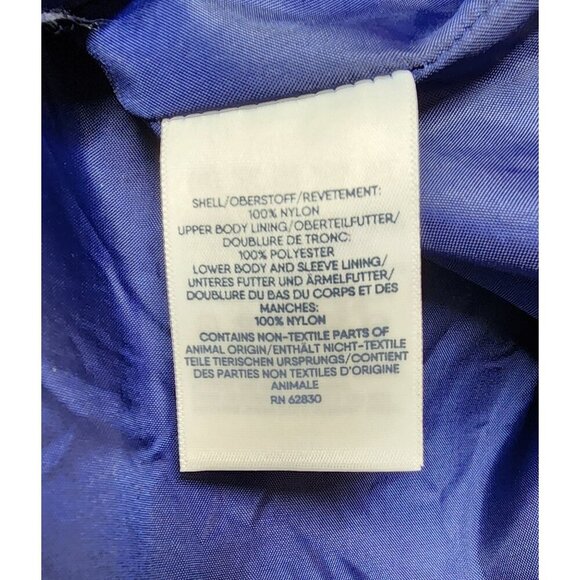 SHELL/OBERSTOFF/REVETEMENT:
100% NYLON
UPPER BODY LINING/OBERTEILFUTTER/
DOUBLURE DE TRONC:
100% POLYESTER
LOWER BODY AND SLEEVE LINING/
UNTERES FUTTER UND ÄRMELFUTTER/
DOUBLURE DU BAS DU CORPS ET DES
MANCHES:
100% NYLON
CONTAINS NON-TEXTILE PARTS OF
ANIMAL ORIGIN/ENTHÄLT NICHT-TEXTILE
TEILE TIERISCHEN URSPRUNGS/CONTIENT
DES PARTIES NON TEXTILES D'ORIGINE
ANIMALE
RN 62830